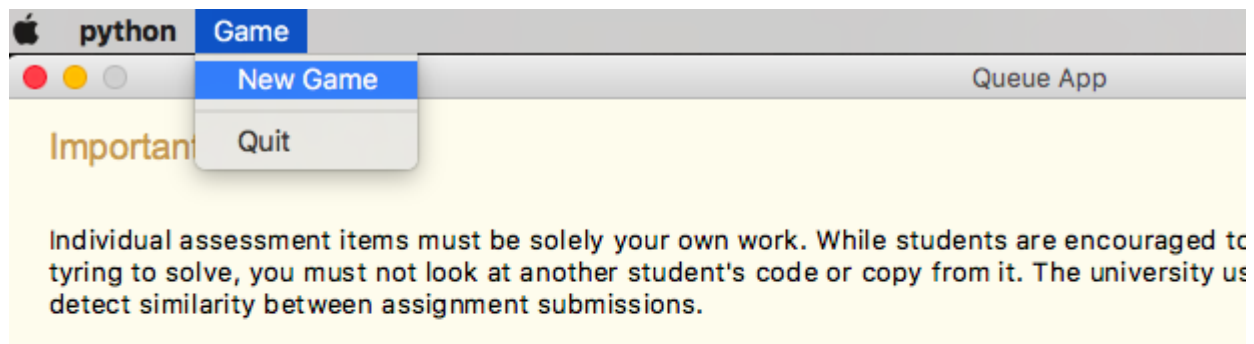 python Game
New Game
Queue App
Important
Quit
Individual assessment items must be solely your own work. While students are encouraged to
tyring to solve, you must not look at another student's code or copy from it. The university us
detect similarity between assignment submissions.